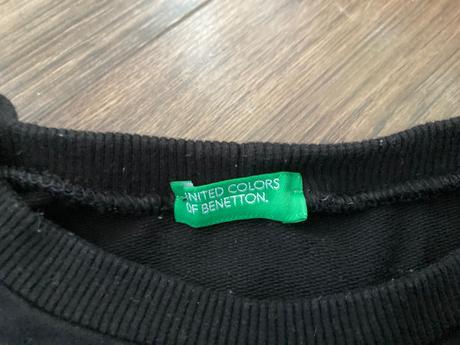 UNITED COLORS
OF BENETTON.